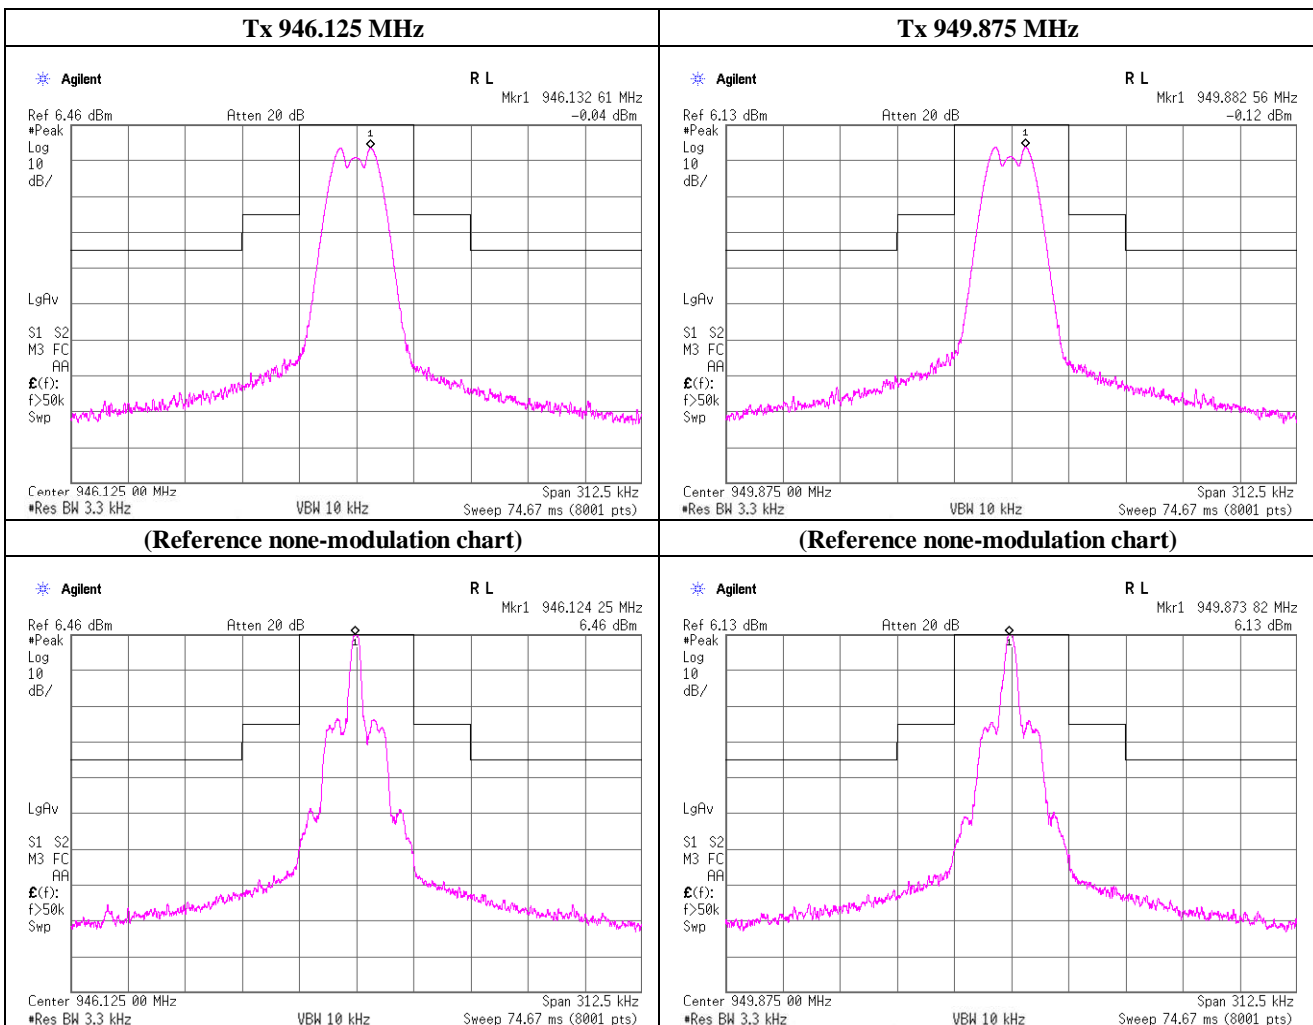 Tx 946.125 MHz
Tx 949.875 MHz
Agilent
R L
Mkr1 946.132 61 MHz
Ref 6.46 dBm
Atten 20 dB
-0.04 dBm
#Peak
Log
10
dB/
1
LgAv
S1 S2
M3 FC
AA
£(f):
f>50k
Swp
Center 946.125 00 MHz
Span 312.5 kHz
#Res BW 3.3 kHz
VBW 10 kHz
Sweep 74.67 ms (8001 pts)
Agilent
R L
Mkr1 949.882 56 MHz
Ref 6.13 dBm
Atten 20 dB
-0.12 dBm
#Peak
Log
10
dB/
1
LgAv
S1 S2
M3 FC
AA
£(f):
f>50k
Swp
Center 949.875 00 MHz
Span 312.5 kHz
#Res BW 3.3 kHz
VBW 10 kHz
Sweep 74.67 ms (8001 pts)
(Reference none-modulation chart)
(Reference none-modulation chart)
Agilent
R L
Mkr1 946.124 25 MHz
Ref 6.46 dBm
Atten 20 dB
6.46 dBm
#Peak
Log
10
dB/
1
LgAv
S1 S2
M3 FC
AA
£(f):
f>50k
Swp
Center 946.125 00 MHz
Span 312.5 kHz
#Res BW 3.3 kHz
VBW 10 kHz
Sweep 74.67 ms (8001 pts)
Agilent
R L
Mkr1 949.873 82 MHz
Ref 6.13 dBm
Atten 20 dB
6.13 dBm
#Peak
Log
10
dB/
1
LgAv
S1 S2
M3 FC
AA
£(f):
f>50k
Swp
Center 949.875 00 MHz
Span 312.5 kHz
#Res BW 3.3 kHz
VBW 10 kHz
Sweep 74.67 ms (8001 pts)